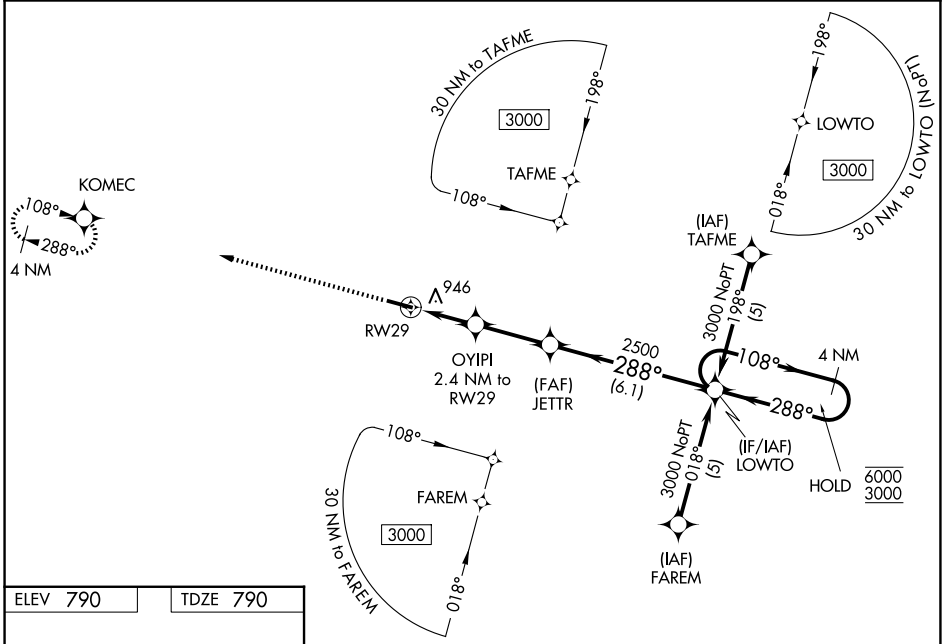 30 NM to TAFME
198°
3000
TAFME
108°
198°
LOWTO
3000
018°
30 NM to LOWTO (NoPT)
KOMEC
108°
288°
4 NM
(IAF)
TAFME
3000 NoPT
198°
(5)
946
RW29
OYIPI
2.4 NM to
RW29
(FAF)
JETTR
2500
288°
(6.1)
108°
4 NM
288°
(IF/IAF)
LOWTO
HOLD
6000
3000
3000 NoPT
018°
(5)
(IAF)
FAREM
108°
FAREM
3000
30 NM to FAREM
018°
ELEV 790
TDZE 790